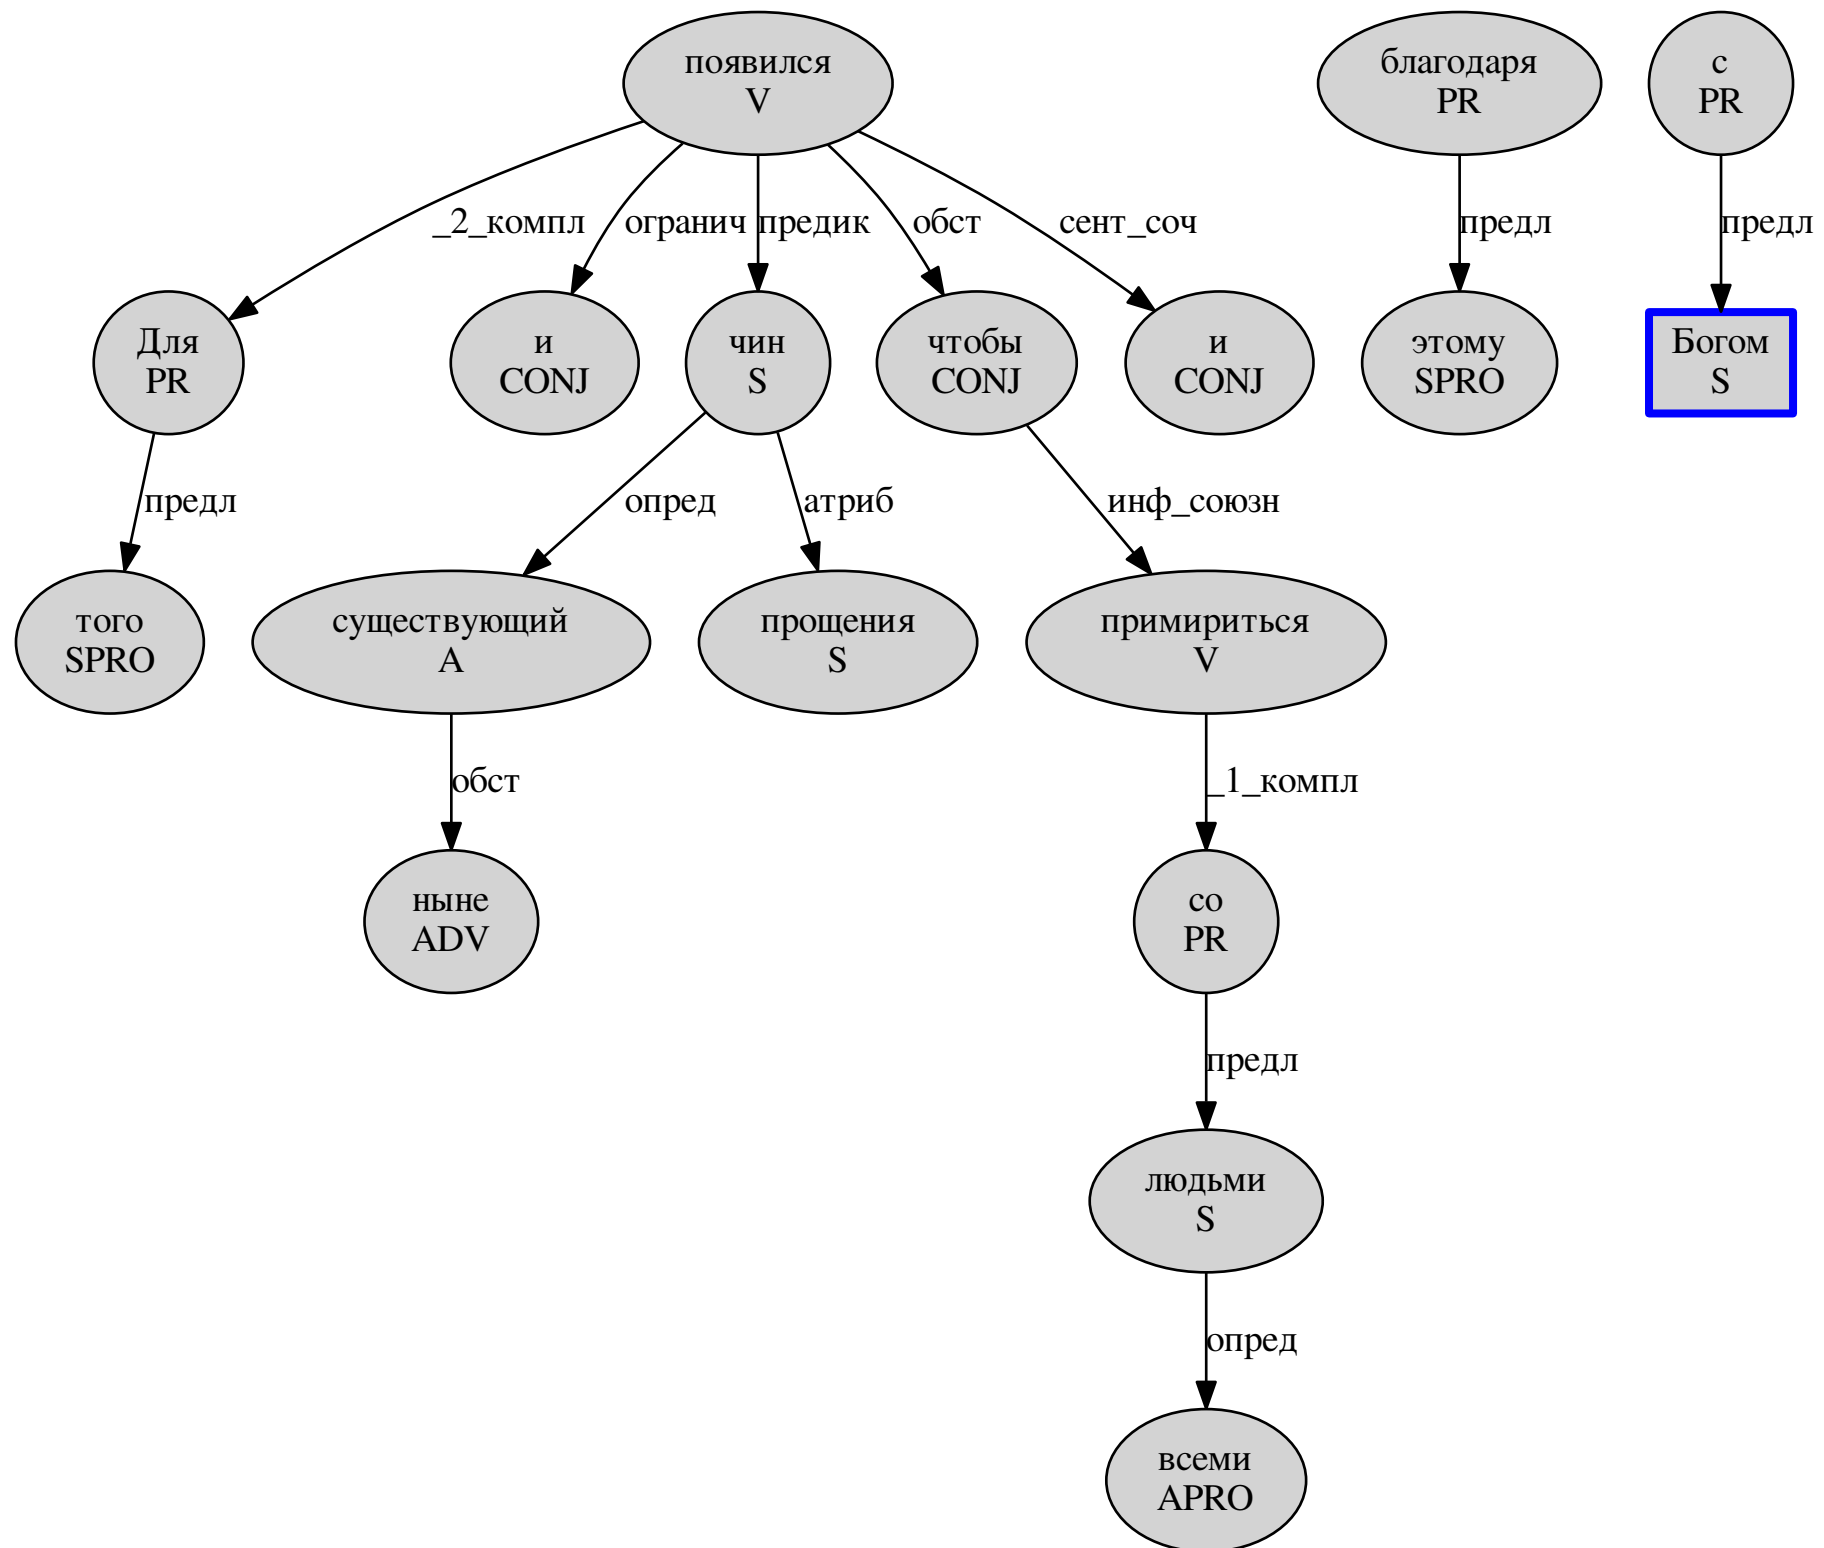 появился
V
благодаря
PR
с
PR
_2_компл
огранич
предик
обст
сент_соч
предл
предл
Для
PR
и
CONJ
чин
S
чтобы
CONJ
и
CONJ
этому
SPRO
Богом
S
предл
опред
атриб
инф_союзн
того
SPRO
существующий
A
прощения
S
примириться
V
обст
_1_компл
ныне
ADV
со
PR
предл
людьми
S
опред
всеми
APRO